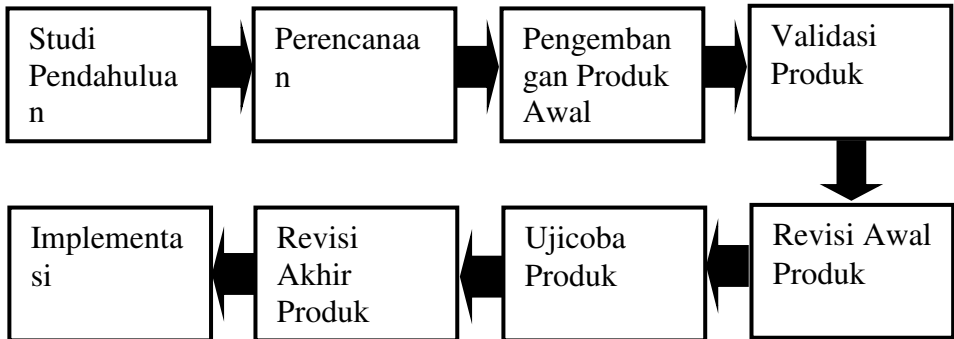 Studi
Pendahulua
n
Perencanaa
n
Pengemban
gan Produk
Awal
Validasi
Produk
Revisi Awal
Produk
Ujicoba
Produk
Revisi
Akhir
Produk
Implementa
si